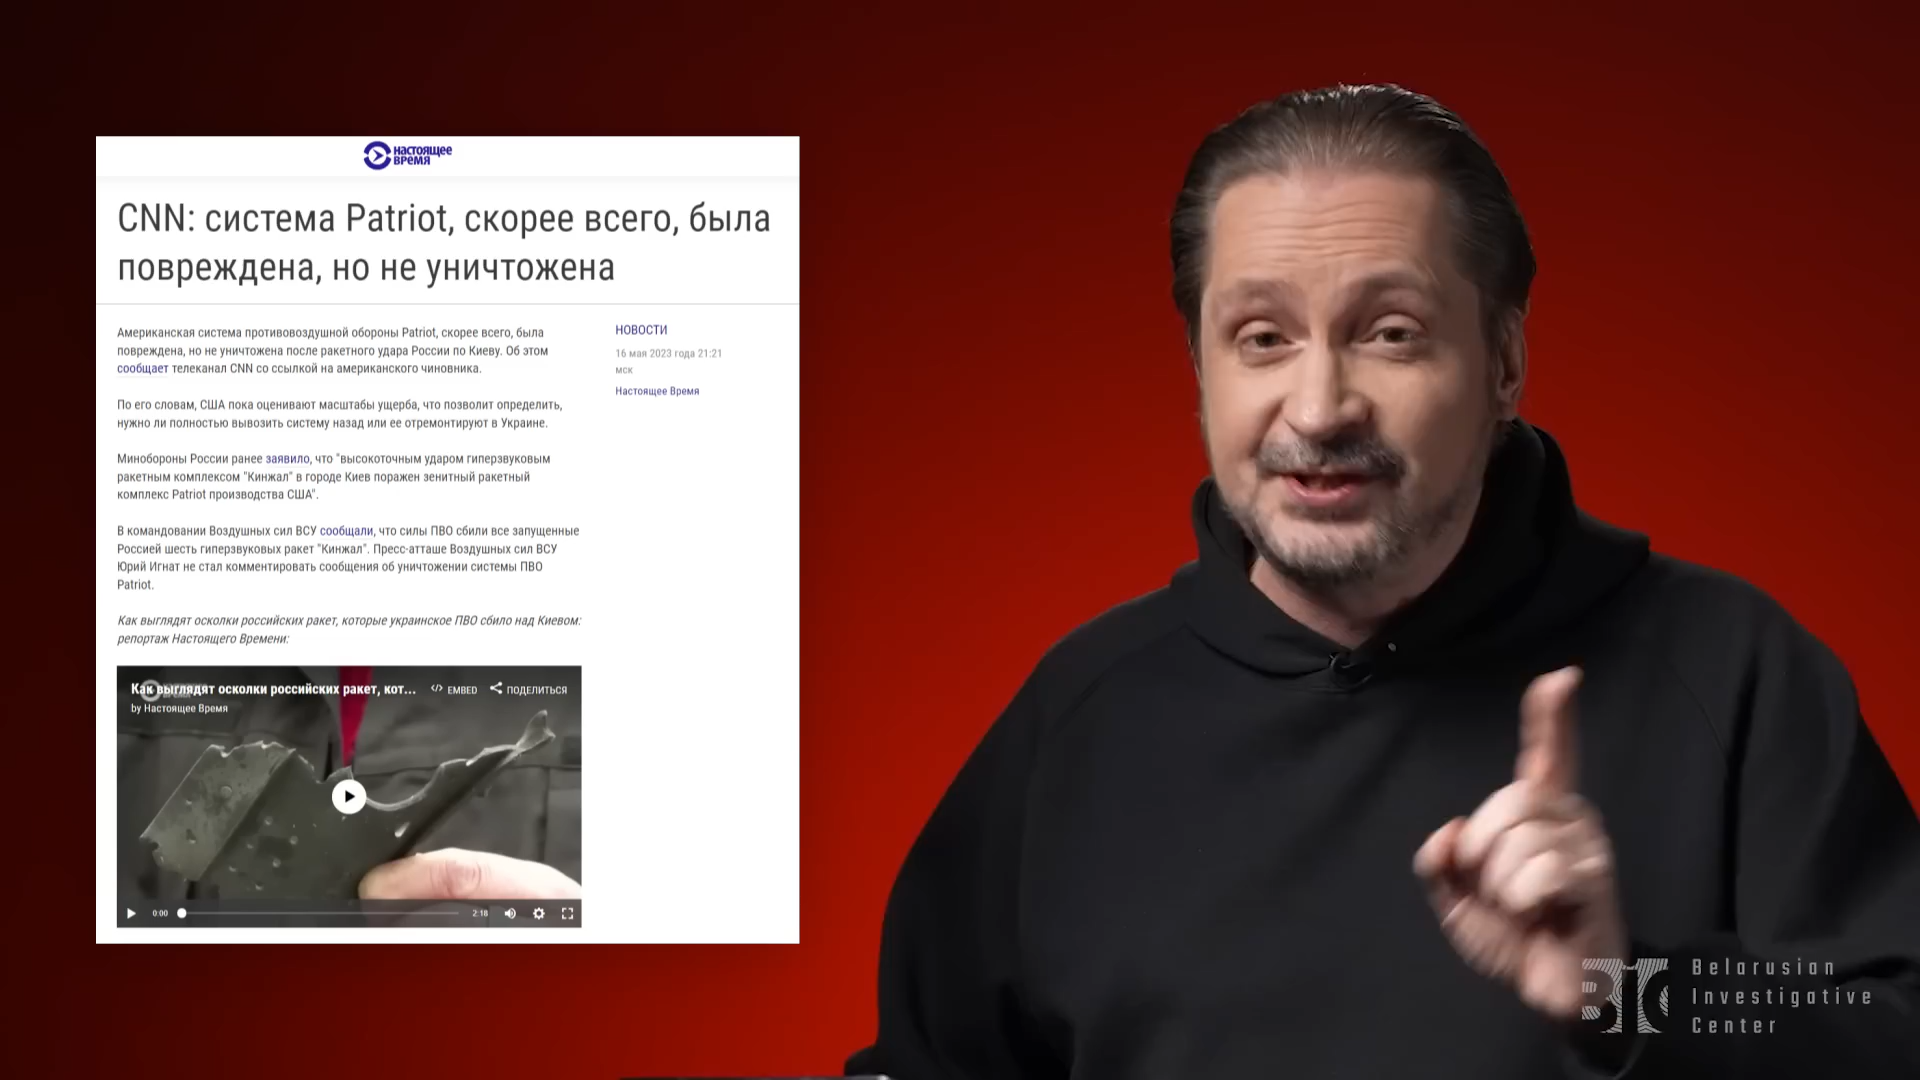 НАСТОЯЩЕЕ
ВРЕМЯ
CNN: система Patriot, скорее всего, была
повреждена, но не уничтожена
Американская система противовоздушной обороны Patriot, скорее всего, была
повреждена, но не уничтожена после ракетного удара России по Киеву. Об этом
сообщает телеканал CNN со ссылкой на американского чиновника.
По его словам, США пока оценивают масштабы ущерба, что позволит определить,
нужно ли полностью вывозить систему назад или ее отремонтируют в Украине.
Минобороны России ранее заявило, что "высокоточным ударом гиперзвуковым
ракетным комплексом "Кинжал" в городе Киев поражен зенитный ракетный
комплекс Patriot производства США".
В командовании Воздушных сил ВСУ сообщали, что силы ПВО сбили все запущенные
Россией шесть гиперзвуковых ракет "Кинжал". Пресс-атташе Воздушных сил ВСУ
Юрий Игнат не стал комментировать сообщения об уничтожении системы ПВО
Patriot.
Как выглядят осколки российских ракет, которые украинское ПВО сбило над Киевом:
репортаж Настоящего Времени:
НОВОСТИ
16 мая 2023 года 21:21
мск
Настоящее Время
Как выглядят осколки российских ракет, кот... EMBED ПОДЕЛИТЬСЯ
by Настоящее Время
0:00 2:18
BIC
Belarusian
Investigative
Center